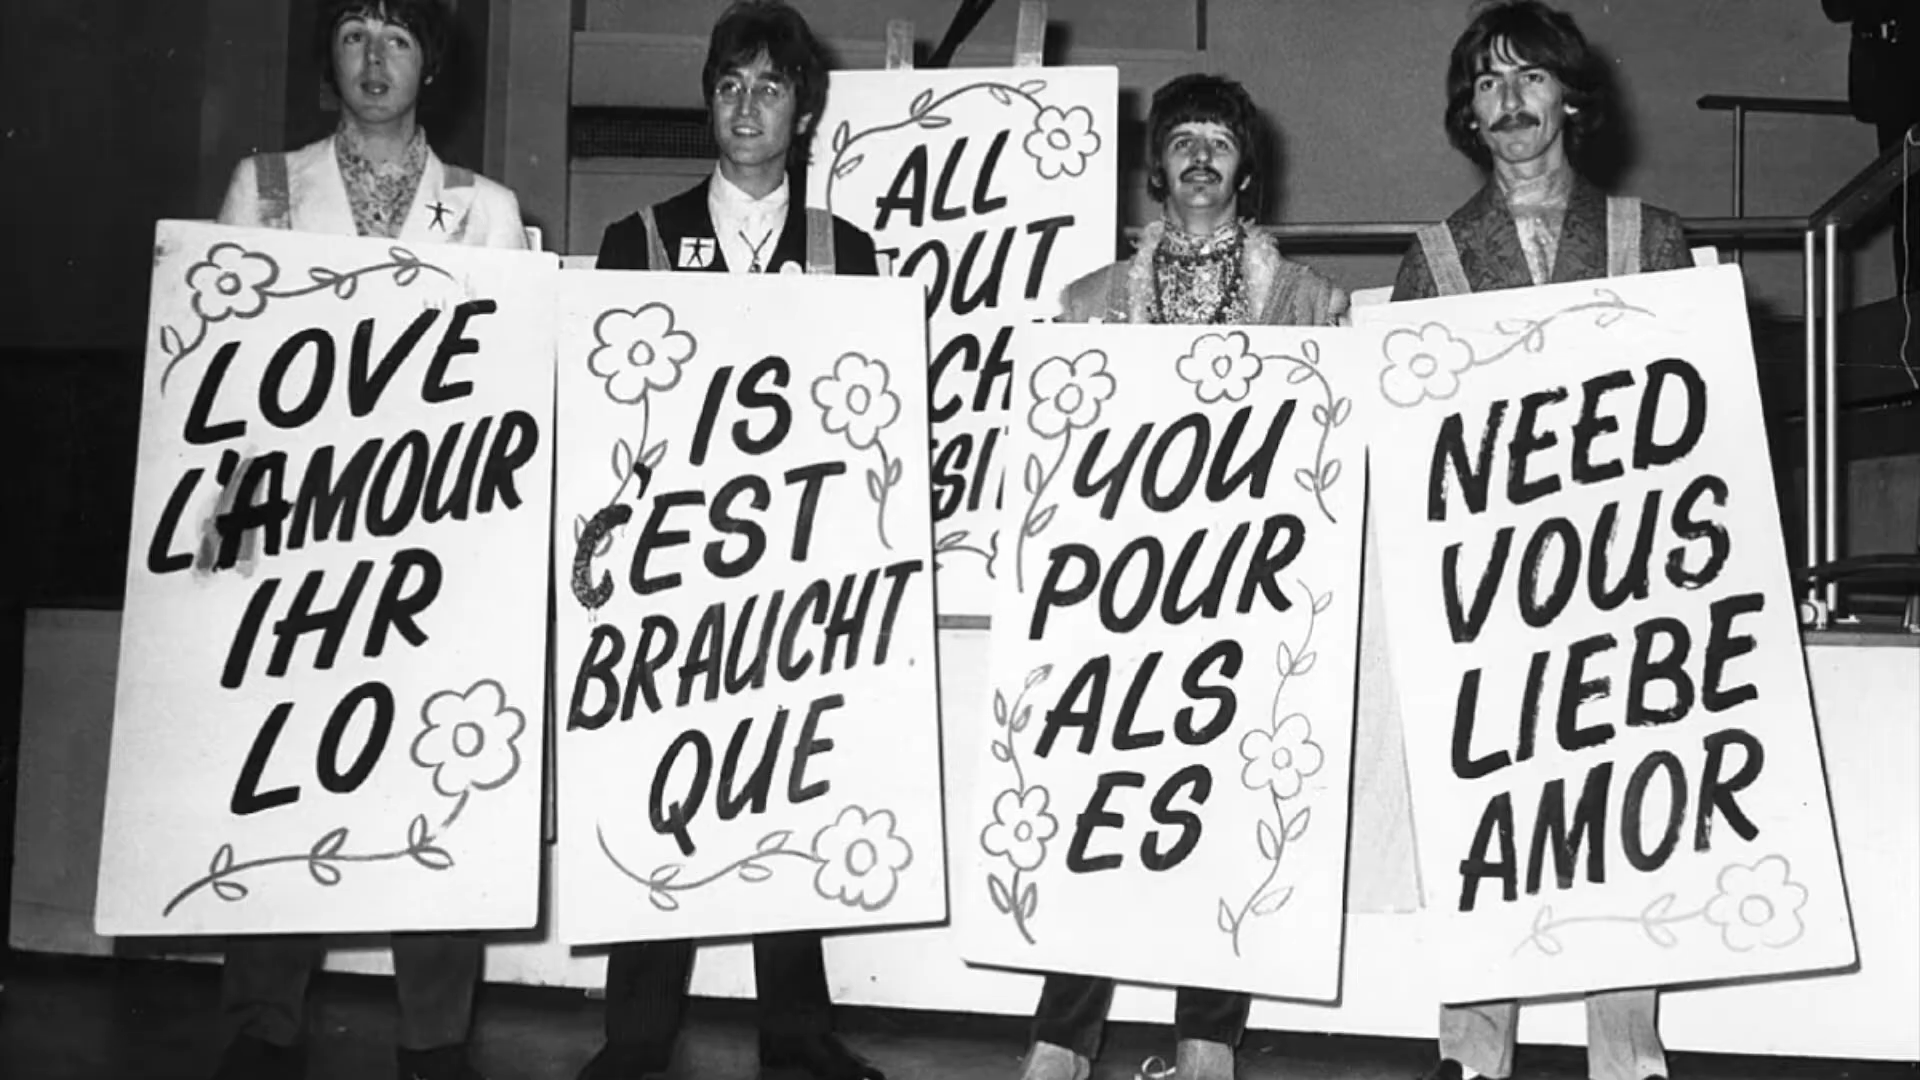 LOVE
L'AMOUR
IHR
LO
IS
C'EST
BRAUCHT
QUE
ALL
YOU
POUR
ALS
ES
NEED
VOUS
LIEBE
AMOR